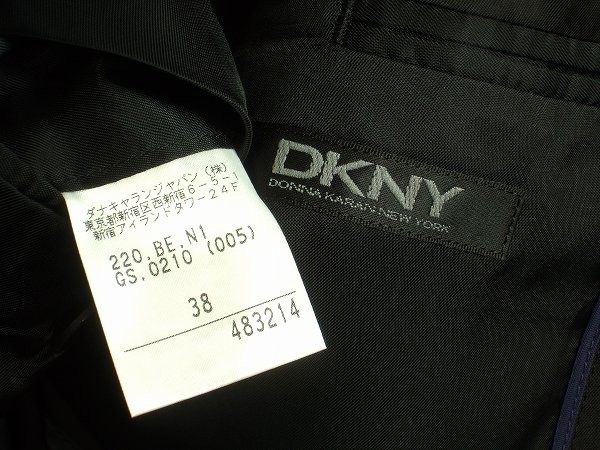 DKNY
DONNA KARAN NEW YORK
ダナキャランジャパン (株)
東京都新宿区西新宿6-5-1
新宿アイランドタワー24F
220.BE.N1
GS.0210 (005)
38
483214